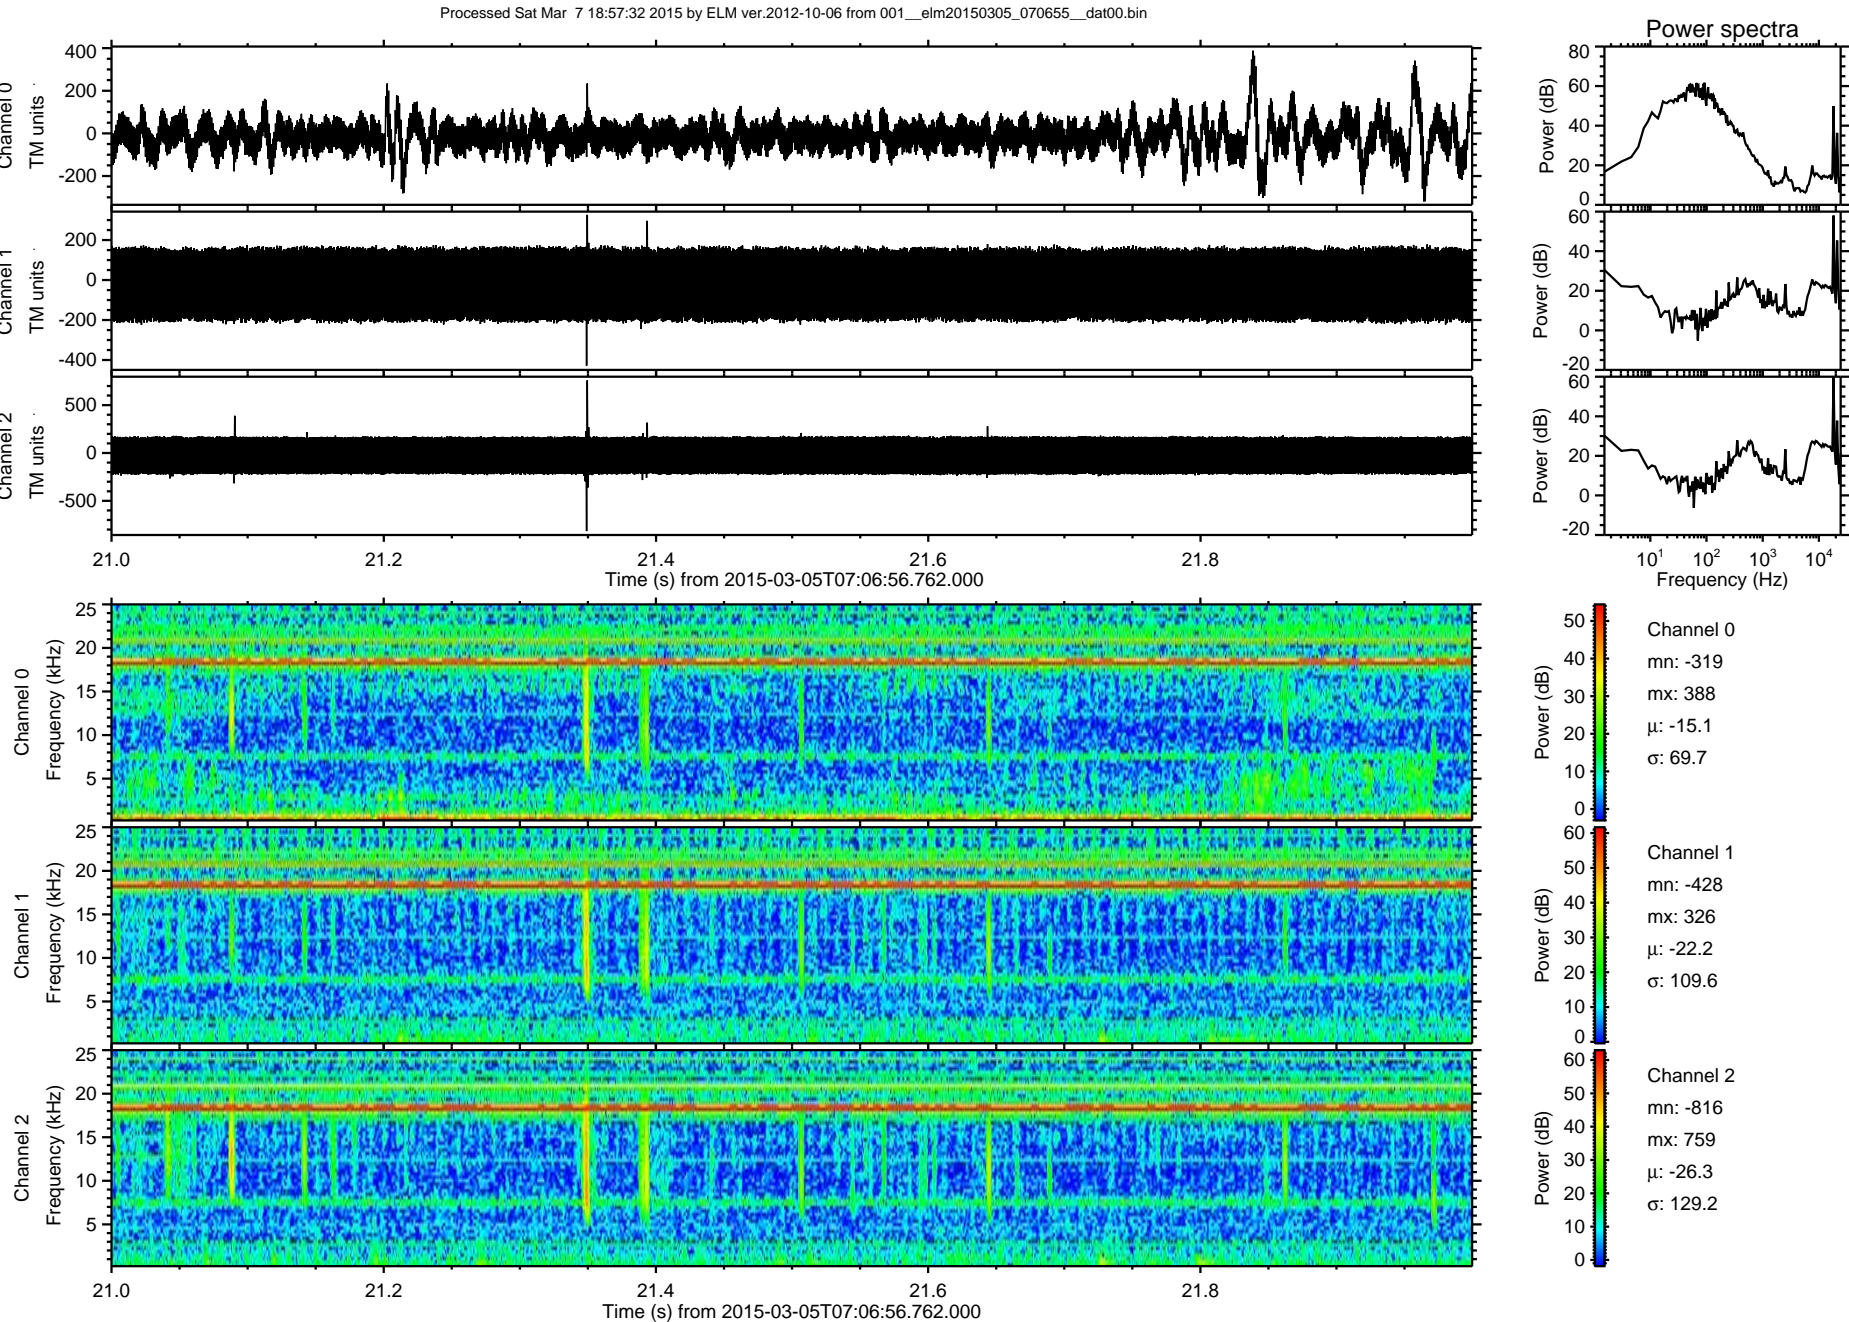 Processed Sat Mar 7 18:57:32 2015 by ELM ver.2012-10-06 from 001__elm20150305_070655__dat00.bin
Power spectra
Channel 0
TM units
400
200
0
-200
Power (dB)
80
60
40
20
0
Channel 1
TM units
200
0
-200
-400
Power (dB)
60
40
20
0
-20
Channel 2
TM units
500
0
-500
Power (dB)
60
40
20
0
-20
21.0 21.2 21.4 21.6 21.8
Time (s) from 2015-03-05T07:06:56.762.000
10¹ 10² 10³ 10⁴
Frequency (Hz)
Channel 0
Frequency (kHz)
25
20
15
10
5
Power (dB)
50
40
30
20
10
0
Channel 0
mn: -319
mx: 388
μ: -15.1
σ: 69.7
Channel 1
Frequency (kHz)
25
20
15
10
5
Power (dB)
60
50
40
30
20
10
0
Channel 1
mn: -428
mx: 326
μ: -22.2
σ: 109.6
Channel 2
Frequency (kHz)
25
20
15
10
5
Power (dB)
60
50
40
30
20
10
0
Channel 2
mn: -816
mx: 759
μ: -26.3
σ: 129.2
21.0 21.2 21.4 21.6 21.8
Time (s) from 2015-03-05T07:06:56.762.000